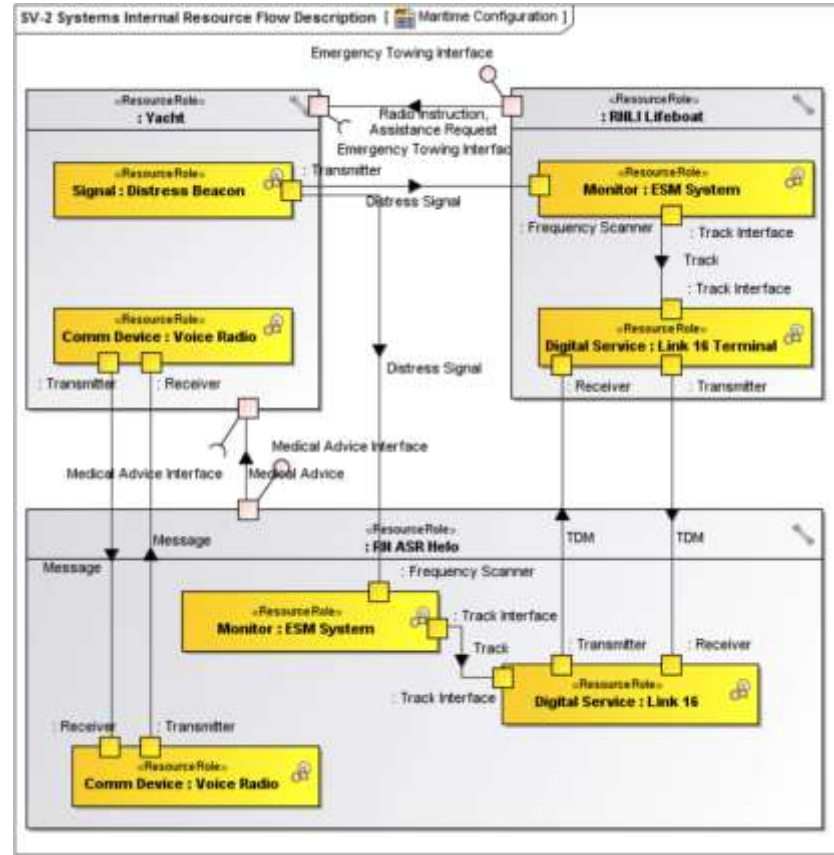 SV-2 Systems Internal Resource Flow Description [ Maritime Configuration ]
Emergency Towing Interface
«ResourceRole»
: Yacht
Radio Instruction,
Assistance Request
Emergency Towing Interfac
«ResourceRole»
: RNLI Lifeboat
«ResourceRole»
Signal : Distress Beacon
: Transmitter
Distress Signal
«ResourceRole»
Monitor : ESM System
: Frequency Scanner
: Track Interface
Track
: Track Interface
«ResourceRole»
Comm Device : Voice Radio
: Transmitter
: Receiver
Distress Signal
«ResourceRole»
Digital Service : Link 16 Terminal
: Receiver
: Transmitter
Medical Advice Interface
Medical Advice Interface
Medical Advice
«ResourceRole»
: RN ASR Helo
Message
Message
TDM
TDM
: Frequency Scanner
«ResourceRole»
Monitor : ESM System
: Track Interface
Track
: Track Interface
: Transmitter
: Receiver
«ResourceRole»
Digital Service : Link 16
: Receiver
: Transmitter
«ResourceRole»
Comm Device : Voice Radio